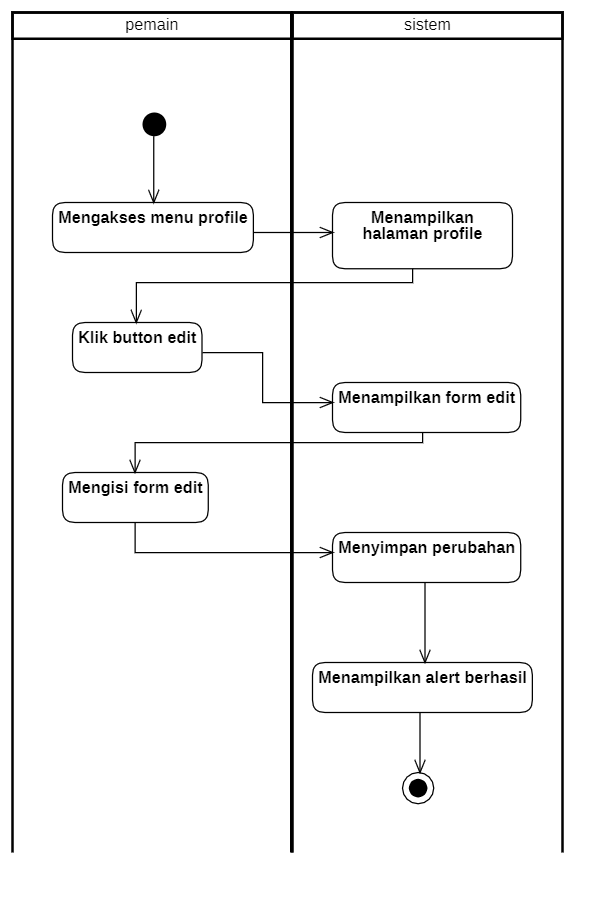 pemain
sistem
Mengakses menu profile
Menampilkan
halaman profile
Klik button edit
Menampilkan form edit
Mengisi form edit
Menyimpan perubahan
Menampilkan alert berhasil